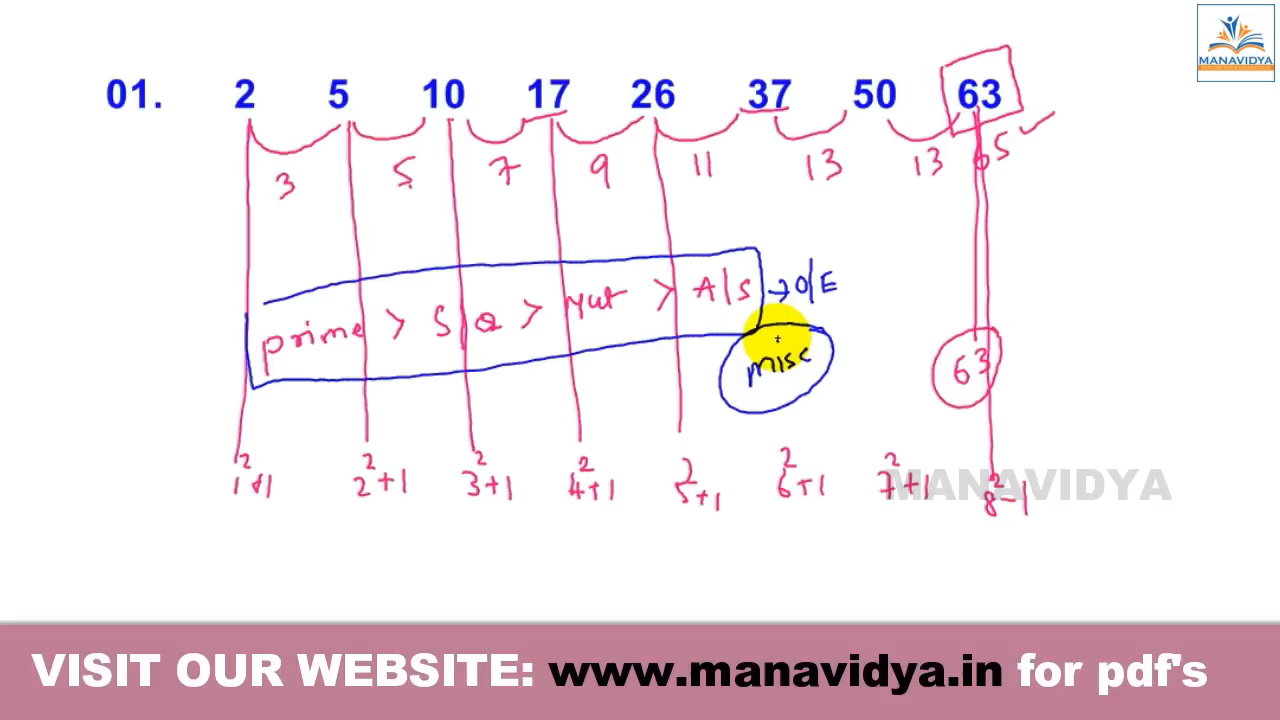 MANAVIDYA
01. 2 5 10 17 26 37 50 63
3 5 7 9 11 13 13 65
prime > SQ > Mul > A/S → O/E
misc
63
1²+1 2²+1 3²+1 4²+1 5²+1 6²+1 7²+1 8²-1
MANAVIDYA
VISIT OUR WEBSITE: www.manavidya.in for pdf's